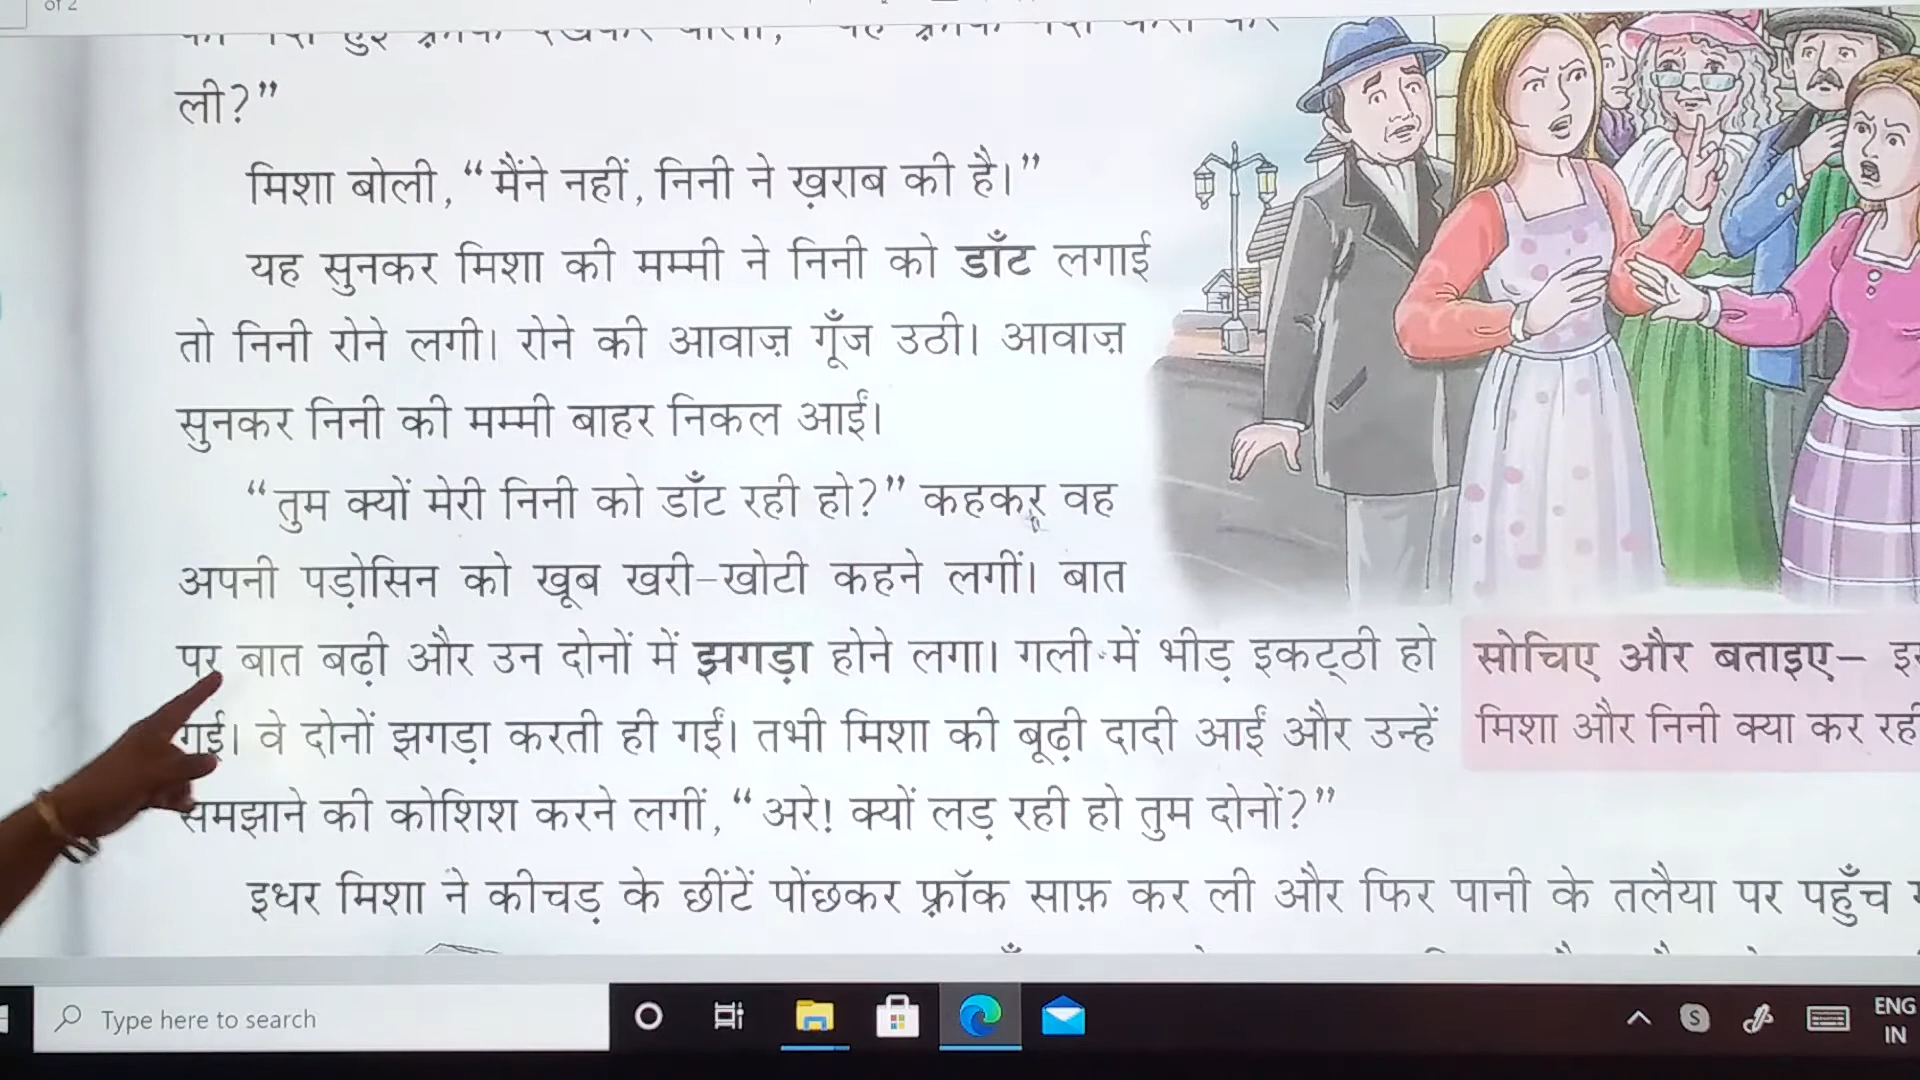 of 2
ली?”
मिशा बोली, “मैंने नहीं, निनी ने ख़राब की है।”
यह सुनकर मिशा की मम्मी ने निनी को डाँट लगाई
तो निनी रोने लगी। रोने की आवाज़ गूँज उठी। आवाज़
सुनकर निनी की मम्मी बाहर निकल आईं।
“तुम क्यों मेरी निनी को डाँट रही हो?” कहकर वह
अपनी पड़ोसिन को खूब खरी-खोटी कहने लगीं। बात
पर बात बढ़ी और उन दोनों में झगड़ा होने लगा। गली में भीड़ इकट्ठी हो
गई। वे दोनों झगड़ा करती ही गईं। तभी मिशा की बूढ़ी दादी आईं और उन्हें
समझाने की कोशिश करने लगीं, “अरे! क्यों लड़ रही हो तुम दोनों?”
इधर मिशा ने कीचड़ के छींटें पोंछकर फ़्रॉक साफ़ कर ली और फिर पानी के तलैया पर पहुँच
सोचिए और बताइए–
मिशा और निनी क्या कर रही
Type here to search
ENG
IN